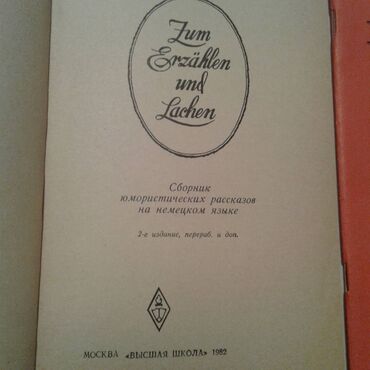 Zum
Erzählen
und
Lachen
Сборник
юмористических рассказов
на немецком языке
2-е издание, перераб. и доп.
МОСКВА «ВЫСШАЯ ШКОЛА» 1982